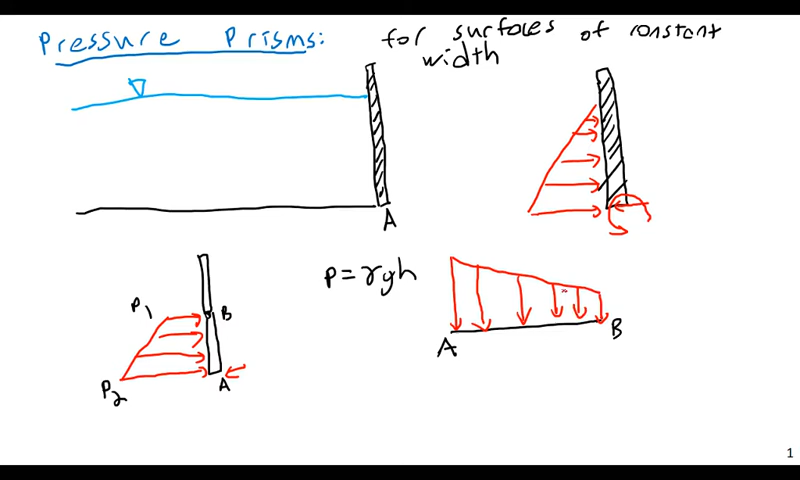 Pressure Prisms: for surfaces of constant
width
A
P1
B
P2
A
P = γgh
A
B
1